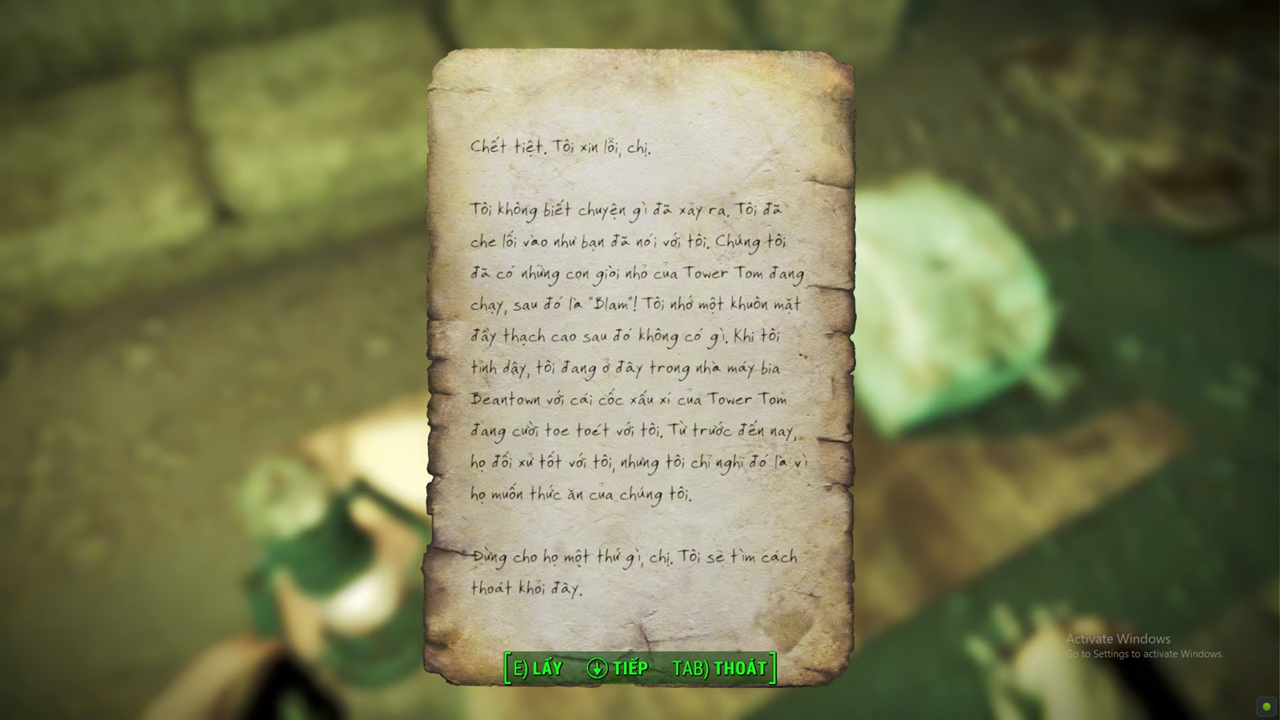 Chết tiệt. Tôi xin lỗi, chị.
Tôi không biết chuyện gì đã xảy ra. Tôi đã
che lối vào như bạn đã nói với tôi. Chúng tôi
đã có những con giòi nhỏ của Tower Tom đang
chạy, sau đó là "Blam"! Tôi nhớ một khuôn mặt
đầy thạch cao sau đó không có gì. Khi tôi
tỉnh dậy, tôi đang ở đây trong nhà máy bia
Beantown với cái cốc xấu xí của Tower Tom
đang cười toe toét với tôi. Từ trước đến nay,
họ đối xử tốt với tôi, nhưng tôi chỉ nghĩ đó là vì
họ muốn thức ăn của chúng tôi.
Đừng cho họ một thứ gì, chị. Tôi sẽ tìm cách
thoát khỏi đây.
Activate Windows
Go to Settings to activate Windows.
E) LẤY TIẾP TAB) THOÁT